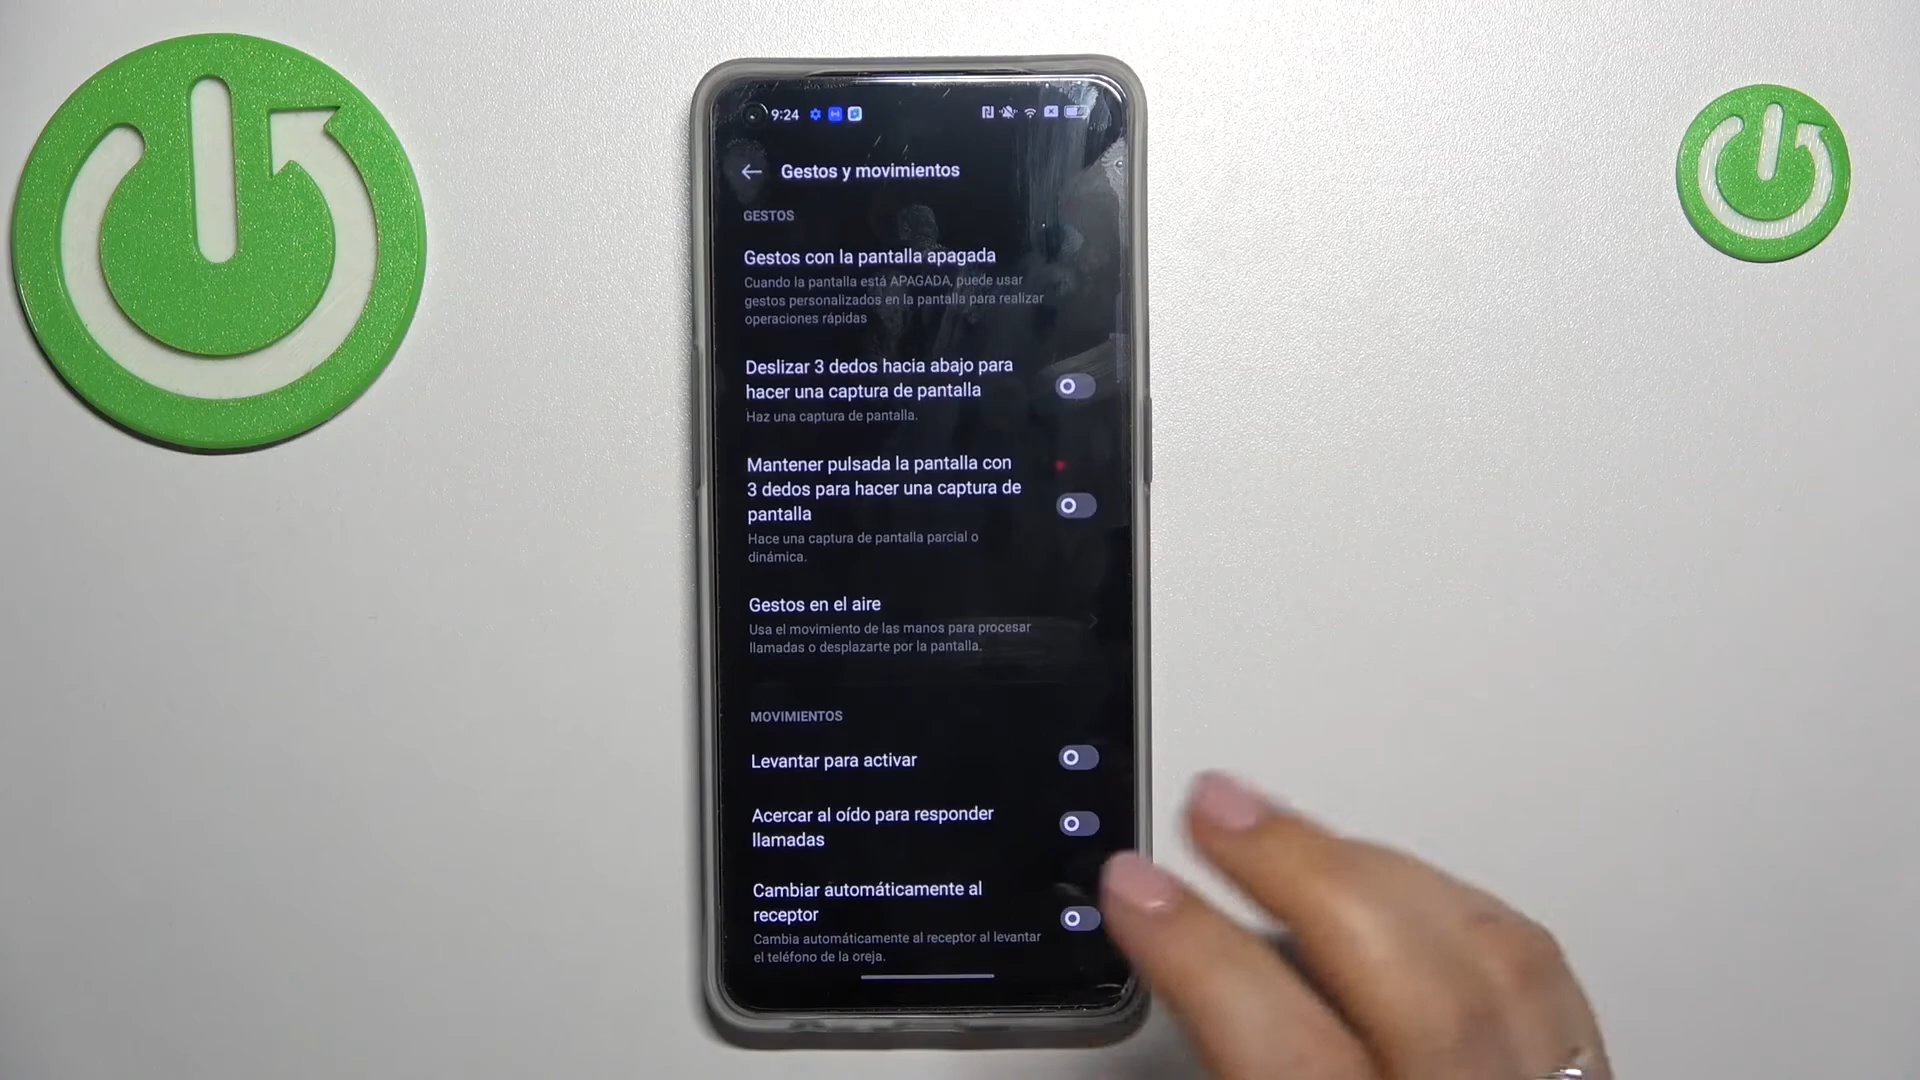 9:24
Gestos y movimientos
GESTOS
Gestos con la pantalla apagada
Cuando la pantalla está APAGADA, puede usar
gestos personalizados en la pantalla para realizar
operaciones rápidas
Deslizar 3 dedos hacia abajo para
hacer una captura de pantalla
Haz una captura de pantalla.
Mantener pulsada la pantalla con
3 dedos para hacer una captura de
pantalla
Hace una captura de pantalla parcial o
dinámica.
Gestos en el aire
Usa el movimiento de las manos para procesar
llamadas o desplazarte por la pantalla.
MOVIMIENTOS
Levantar para activar
Acercar al oído para responder
llamadas
Cambiar automáticamente al
receptor
Cambia automáticamente al receptor al levantar
el teléfono de la oreja.